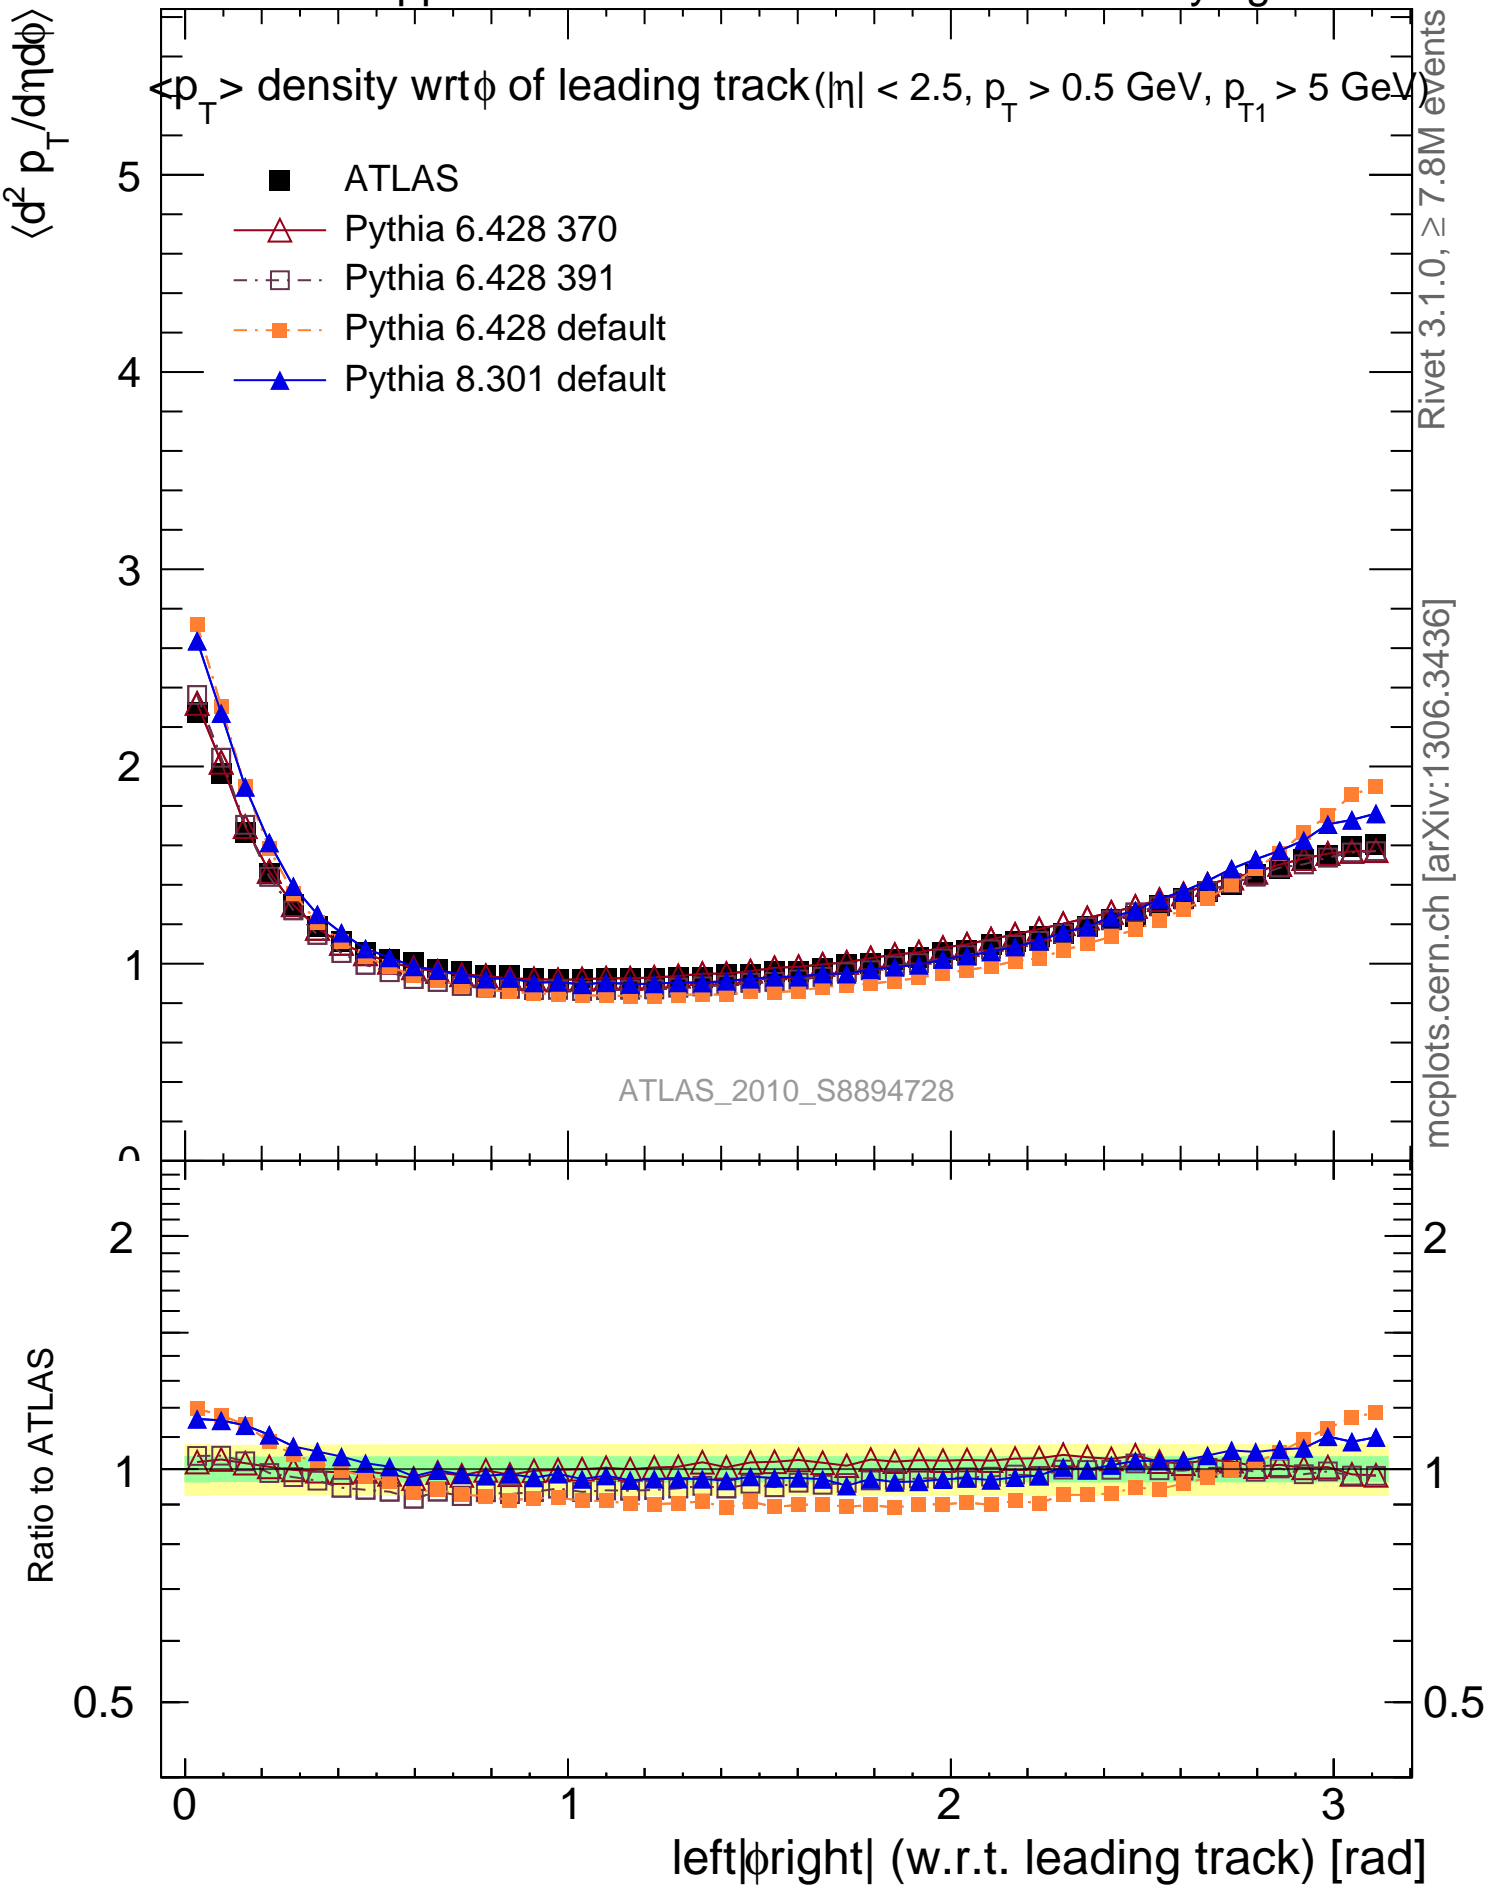 <p_T> density wrt ϕ of leading track (|η| < 2.5, p_T > 0.5 GeV, p_T1 > 5 GeV)
⟨d² p_T/dηdϕ⟩
ATLAS
Pythia 6.428 370
Pythia 6.428 391
Pythia 6.428 default
Pythia 8.301 default
5
4
3
2
1
0
ATLAS_2010_S8894728
Rivet 3.1.0, ≥ 7.8M events
mcplots.cern.ch [arXiv:1306.3436]
Ratio to ATLAS
2
1
0.5
2
1
0.5
0
1
2
3
left|ϕright| (w.r.t. leading track) [rad]